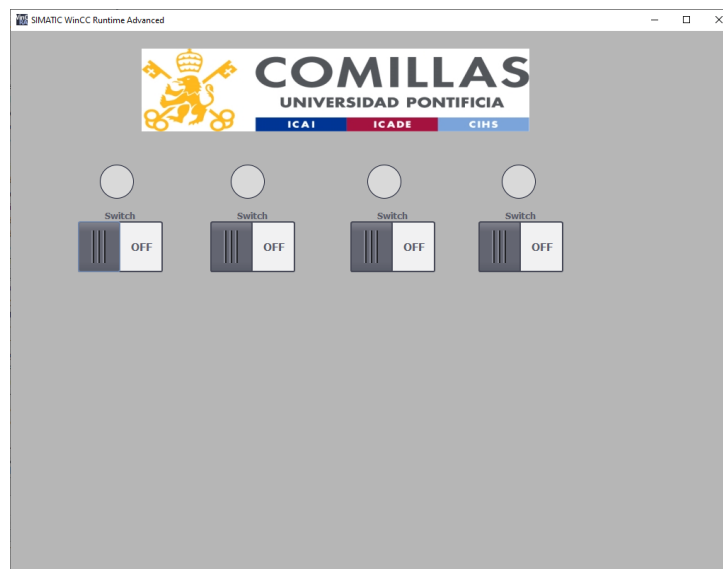 SIMATIC WinCC Runtime Advanced
COMILLAS
UNIVERSIDAD PONTIFICIA
ICAI ICADE CIHS
Switch Switch Switch Switch
OFF OFF OFF OFF